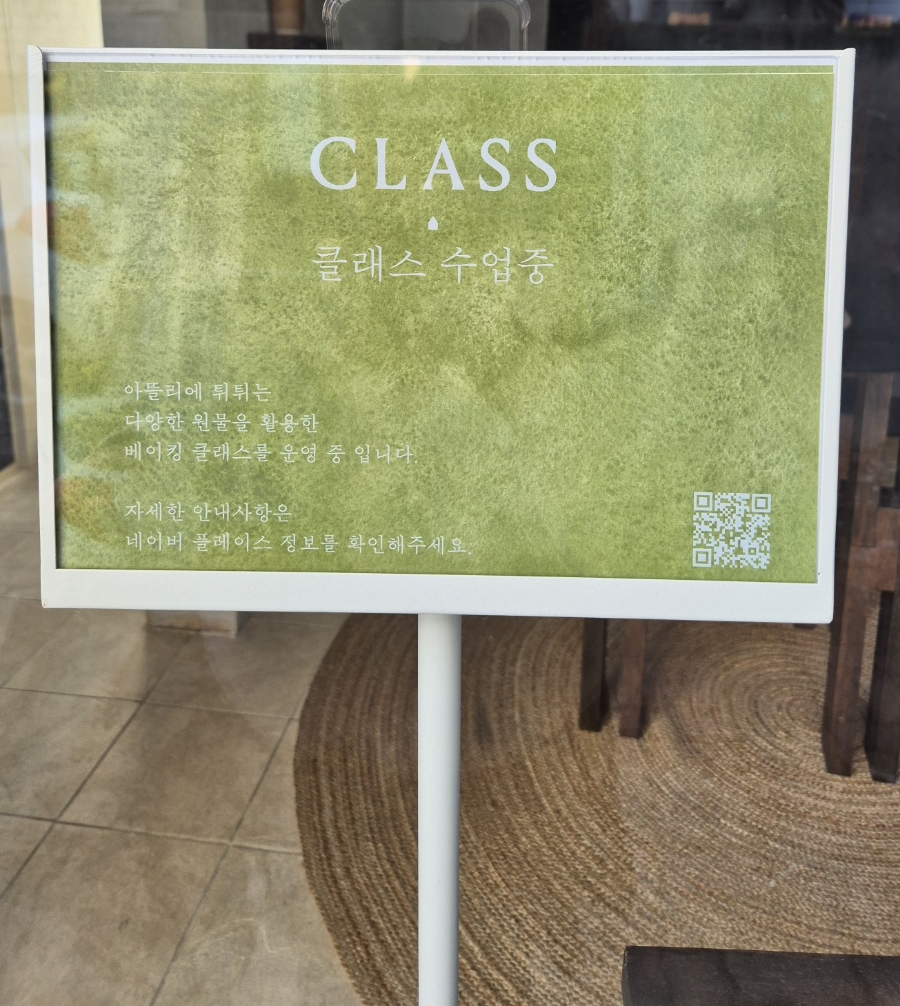 CLASS
클래스 수업중
아뜰리에 튀튀는
다양한 원물을 활용한
베이킹 클래스를 운영 중 입니다.
자세한 안내사항은
네이버 플레이스 정보를 확인해주세요.